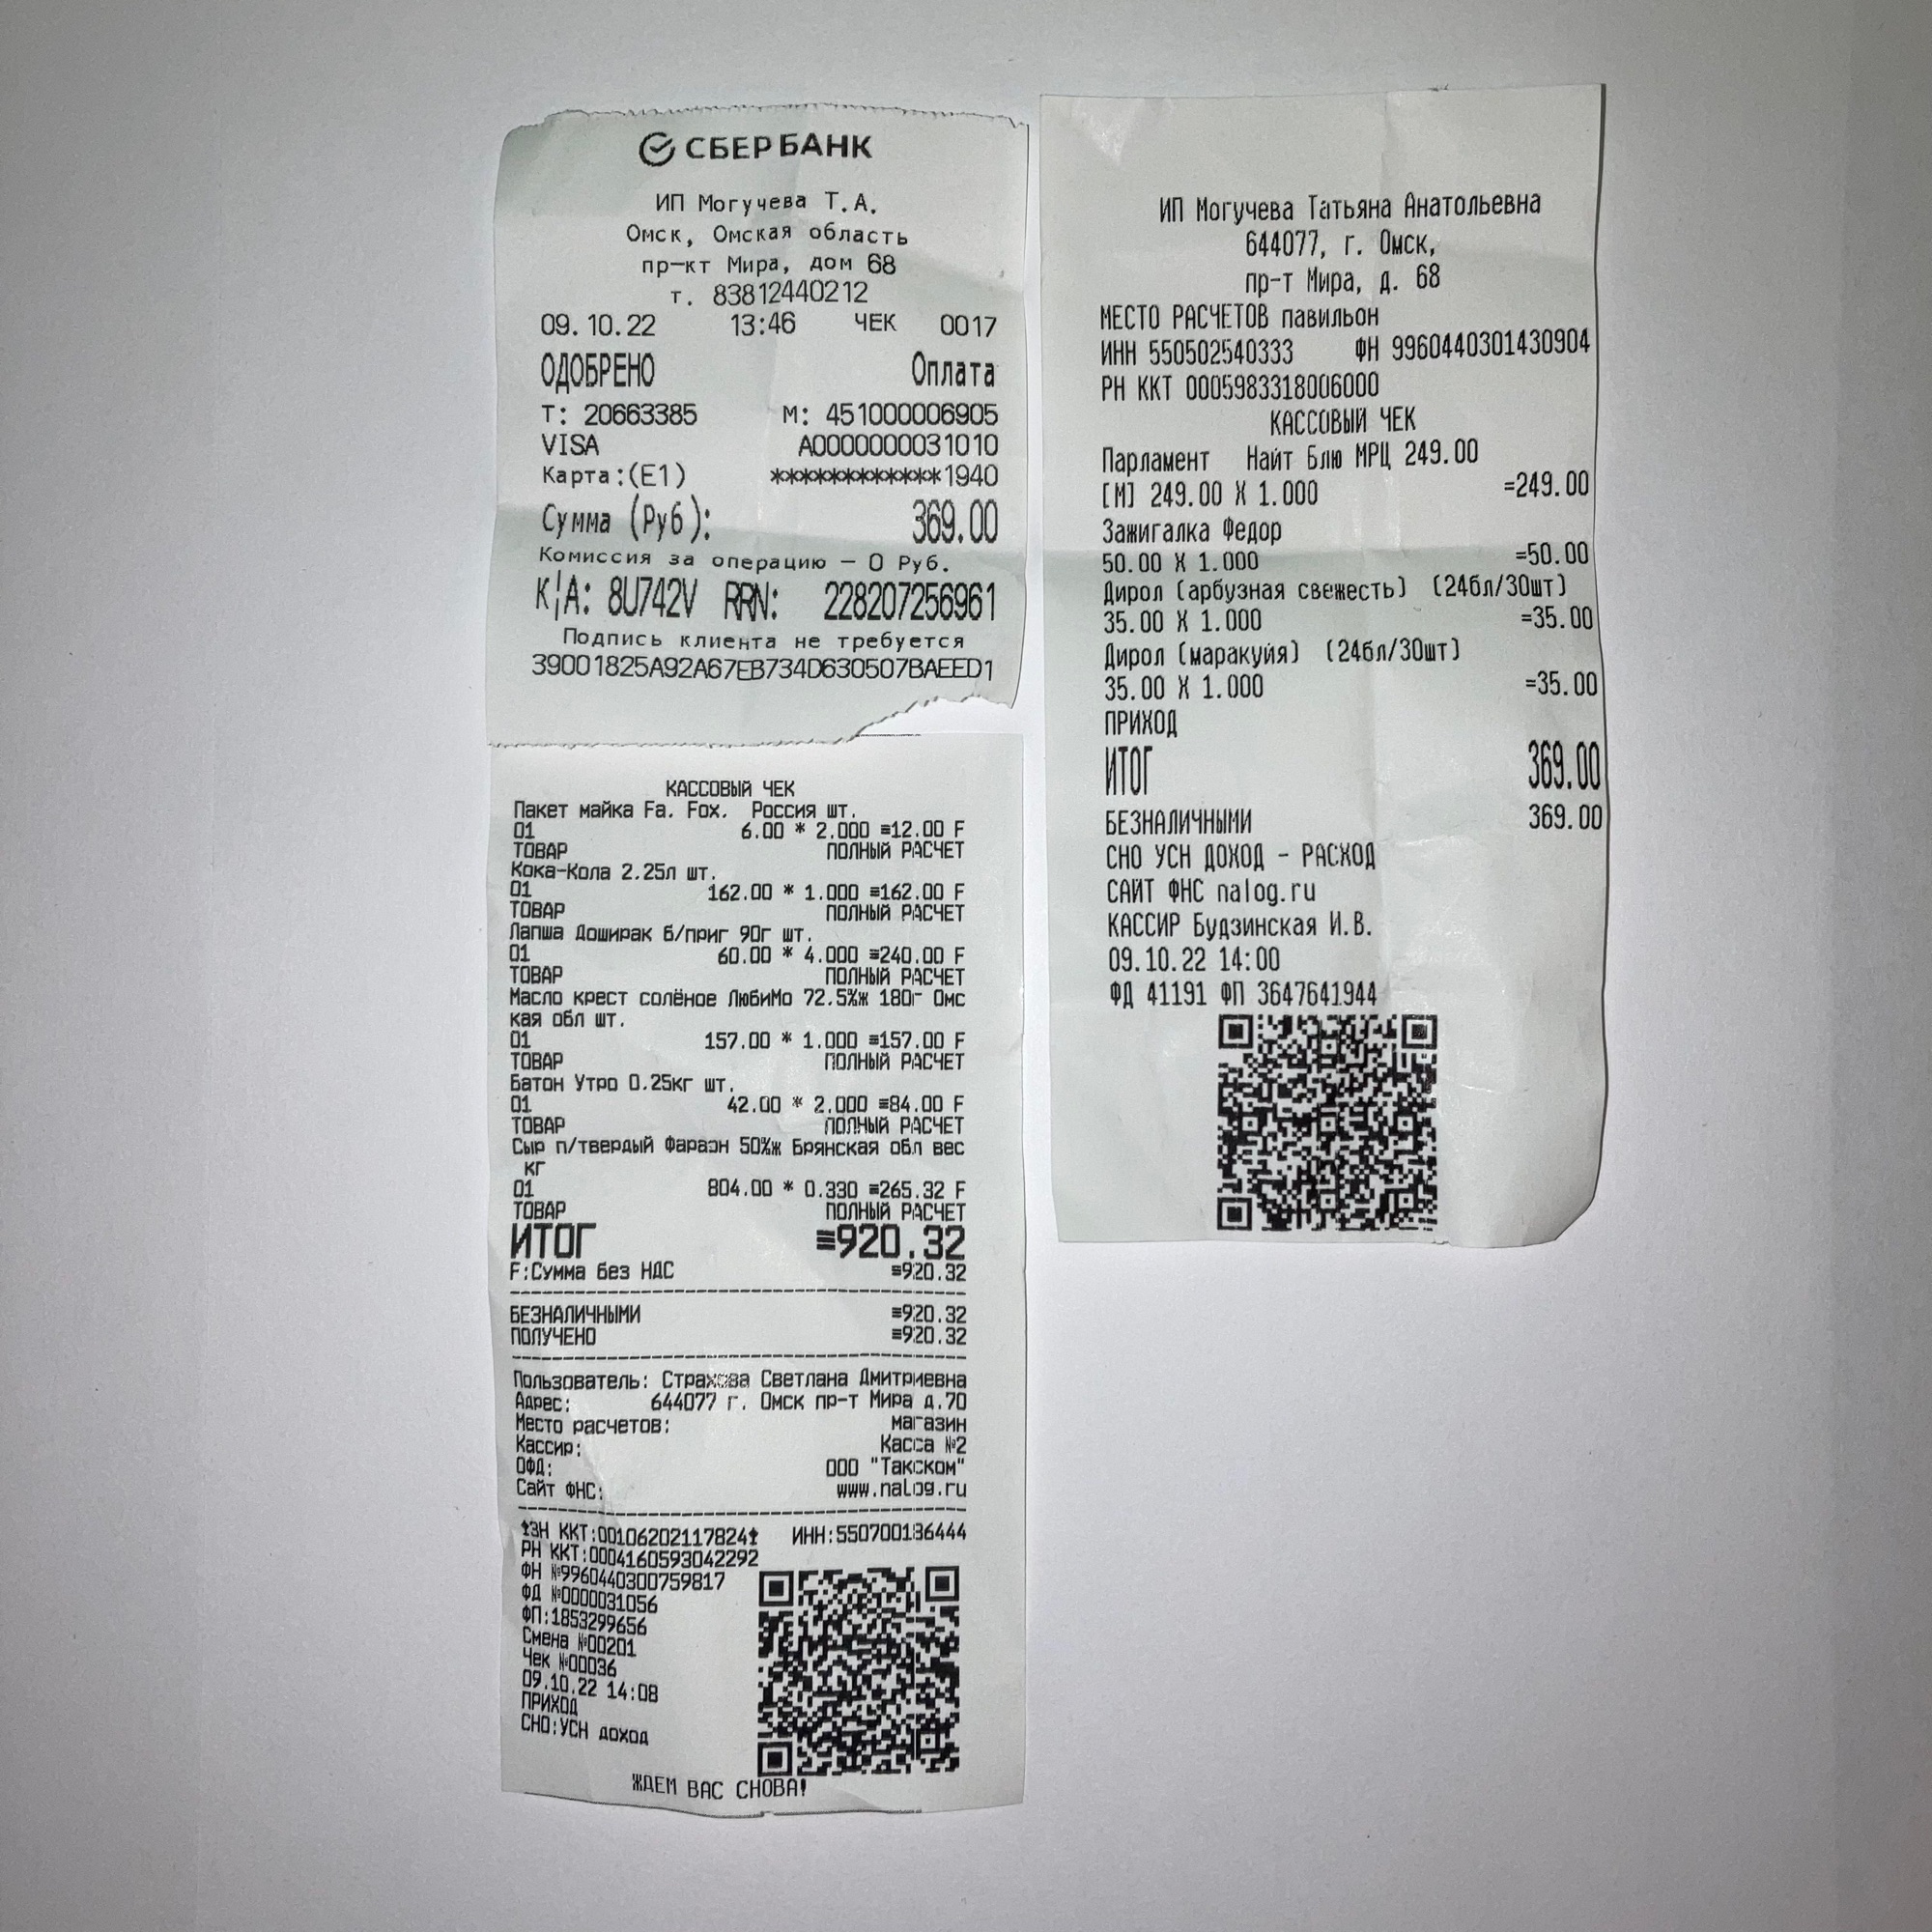 СБЕР БАНК
ИП Могучева Т.А.
Омск, Омская область
пр-кт Мира, дом 68
т. 83812440212
09.10.22 13:46 ЧЕК 0017
ОДОБРЕНО Оплата
Т: 20663385 М: 451000006905
VISA A0000000031010
Карта:(Е1) ************1940
Сумма (Руб): 369.00
Комиссия за операцию – 0 Руб.
К/А: 8U742V RRN: 228207256961
Подпись клиента не требуется
39001825A92A67EB734D630507BAEED1
КАССОВЫЙ ЧЕК
Пакет майка Fa. Fox. Россия шт.
01 6.00 * 2.000 ≡12.00 F
ТОВАР ПОЛНЫЙ РАСЧЕТ
Кока-Кола 2.25л шт.
01 162.00 * 1.000 ≡162.00 F
ТОВАР ПОЛНЫЙ РАСЧЕТ
Лапша Доширак б/приг 90г шт.
01 60.00 * 4.000 ≡240.00 F
ТОВАР ПОЛНЫЙ РАСЧЕТ
Масло крест солёное ЛюбиМо 72.5%ж 180г Омс
кая обл шт.
01 157.00 * 1.000 ≡157.00 F
ТОВАР ПОЛНЫЙ РАСЧЕТ
Батон Утро 0.25кг шт.
01 42.00 * 2.000 ≡84.00 F
ТОВАР ПОЛНЫЙ РАСЧЕТ
Сыр п/твердый Фараон 50%ж Брянская обл вес
кг
01 804.00 * 0.330 ≡265.32 F
ТОВАР ПОЛНЫЙ РАСЧЕТ
ИТОГ ≡920.32
F:Сумма без НДС ≡920.32
БЕЗНАЛИЧНЫМИ ≡920.32
ПОЛУЧЕНО ≡920.32
Пользователь: Страхова Светлана Дмитриевна
Адрес: 644077 г. Омск пр-т Мира д.70
Место расчетов: магазин
Кассир: Касса №2
ОФД: ООО "Такском"
Сайт ФНС: www.nalog.ru
ЗН ККТ:00106202117824 ИНН:550700136444
РН ККТ:0004160593042292
ФН №9960440300759817
ФД №0000031056
ФП:1853299656
Смена №00201
Чек №00036
09.10.22 14:08
ПРИХОД
СНО:УСН доход
ЖДЕМ ВАС СНОВА!
ИП Могучева Татьяна Анатольевна
644077, г. Омск,
пр-т Мира, д. 68
МЕСТО РАСЧЕТОВ павильон
ИНН 550502540333 ФН 9960440301430904
РН ККТ 0005983318006000
КАССОВЫЙ ЧЕК
Парламент Найт Блю МРЦ 249.00
[М] 249.00 X 1.000 =249.00
Зажигалка Федор
50.00 X 1.000 =50.00
Дирол (арбузная свежесть) (24бл/30шт)
35.00 X 1.000 =35.00
Дирол (маракуйя) (24бл/30шт)
35.00 X 1.000 =35.00
ПРИХОД
ИТОГ 369.00
БЕЗНАЛИЧНЫМИ 369.00
СНО УСН ДОХОД - РАСХОД
САЙТ ФНС nalog.ru
КАССИР Будзинская И.В.
09.10.22 14:00
ФД 41191 ФП 3647641944